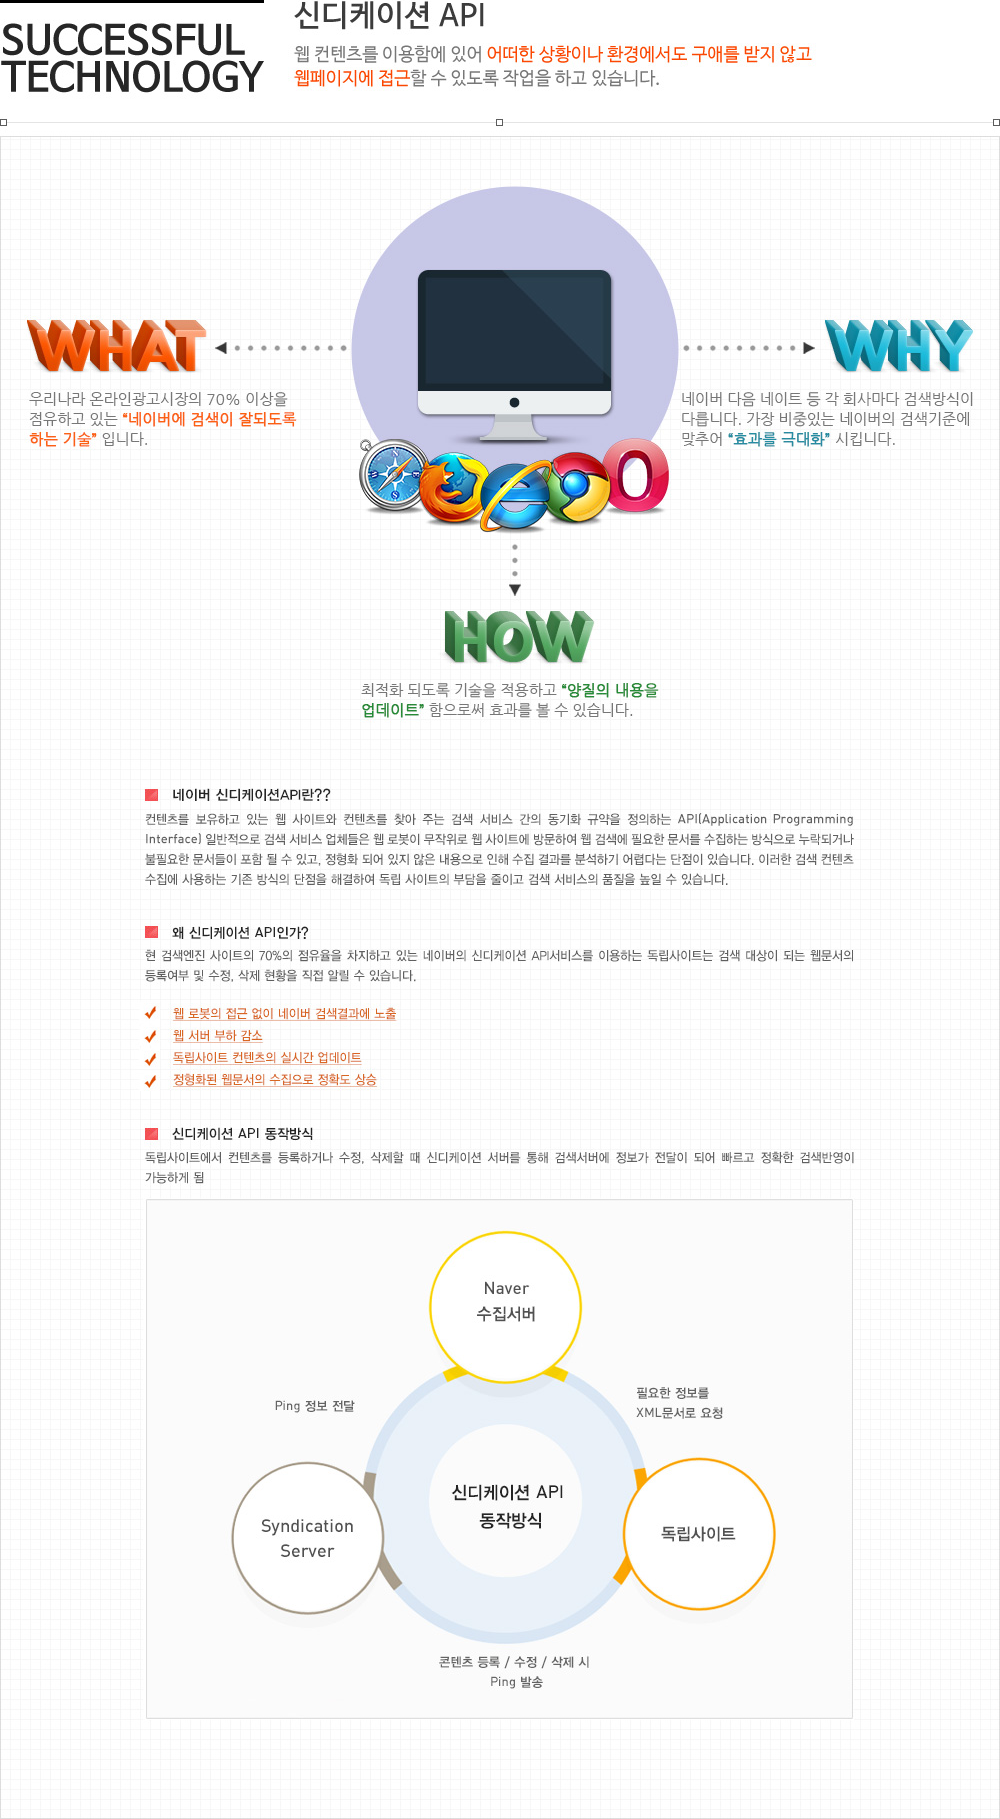 SUCCESSFUL
TECHNOLOGY
신디케이션 API
웹 컨텐츠를 이용함에 있어 어떠한 상황이나 환경에서도 구애를 받지 않고
웹페이지에 접근할 수 있도록 작업을 하고 있습니다.
WHAT
우리나라 온라인광고시장의 70% 이상을
점유하고 있는 “네이버에 검색이 잘되도록
하는 기술” 입니다.
WHY
네이버 다음 네이트 등 각 회사마다 검색방식이
다릅니다. 가장 비중있는 네이버의 검색기준에
맞추어 “효과를 극대화” 시킵니다.
HOW
최적화 되도록 기술을 적용하고 “양질의 내용을
업데이트” 함으로써 효과를 볼 수 있습니다.
네이버 신디케이션API란??
컨텐츠를 보유하고 있는 웹 사이트와 컨텐츠를 찾아 주는 검색 서비스 간의 동기화 규약을 정의하는 API(Application Programming
Interface) 일반적으로 검색 서비스 업체들은 웹 로봇이 무작위로 웹 사이트에 방문하여 웹 검색에 필요한 문서를 수집하는 방식으로 누락되거나
불필요한 문서들이 포함 될 수 있고, 정형화 되어 있지 않은 내용으로 인해 수집 결과를 분석하기 어렵다는 단점이 있습니다. 이러한 검색 컨텐츠
수집에 사용하는 기존 방식의 단점을 해결하여 독립 사이트의 부담을 줄이고 검색 서비스의 품질을 높일 수 있습니다.
왜 신디케이션 API인가?
현 검색엔진 사이트의 70%의 점유율을 차지하고 있는 네이버의 신디케이션 API서비스를 이용하는 독립사이트는 검색 대상이 되는 웹문서의
등록여부 및 수정, 삭제 현황을 직접 알릴 수 있습니다.
웹 로봇의 접근 없이 네이버 검색결과에 노출
웹 서버 부하 감소
독립사이트 컨텐츠의 실시간 업데이트
정형화된 웹문서의 수집으로 정확도 상승
신디케이션 API 동작방식
독립사이트에서 컨텐츠를 등록하거나 수정, 삭제할 때 신디케이션 서버를 통해 검색서버에 정보가 전달이 되어 빠르고 정확한 검색반영이
가능하게 됨
Naver
수집서버
Ping 정보 전달
필요한 정보를
XML문서로 요청
신디케이션 API
동작방식
Syndication
Server
독립사이트
콘텐츠 등록 / 수정 / 삭제 시
Ping 발송